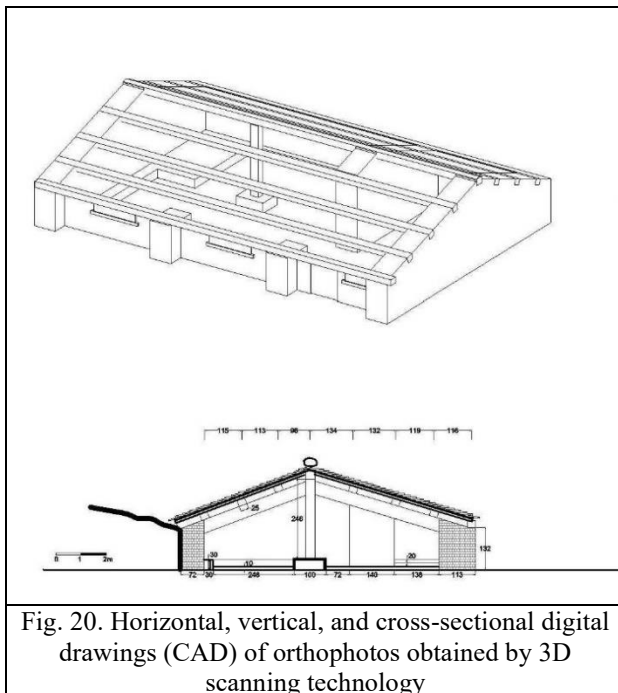 115 113 98 134 132 119 116
25
246
132
30
10
20
0 1 2m
72 30 246 100 72 140 136 113
Fig. 20. Horizontal, vertical, and cross-sectional digital
drawings (CAD) of orthophotos obtained by 3D
scanning technology